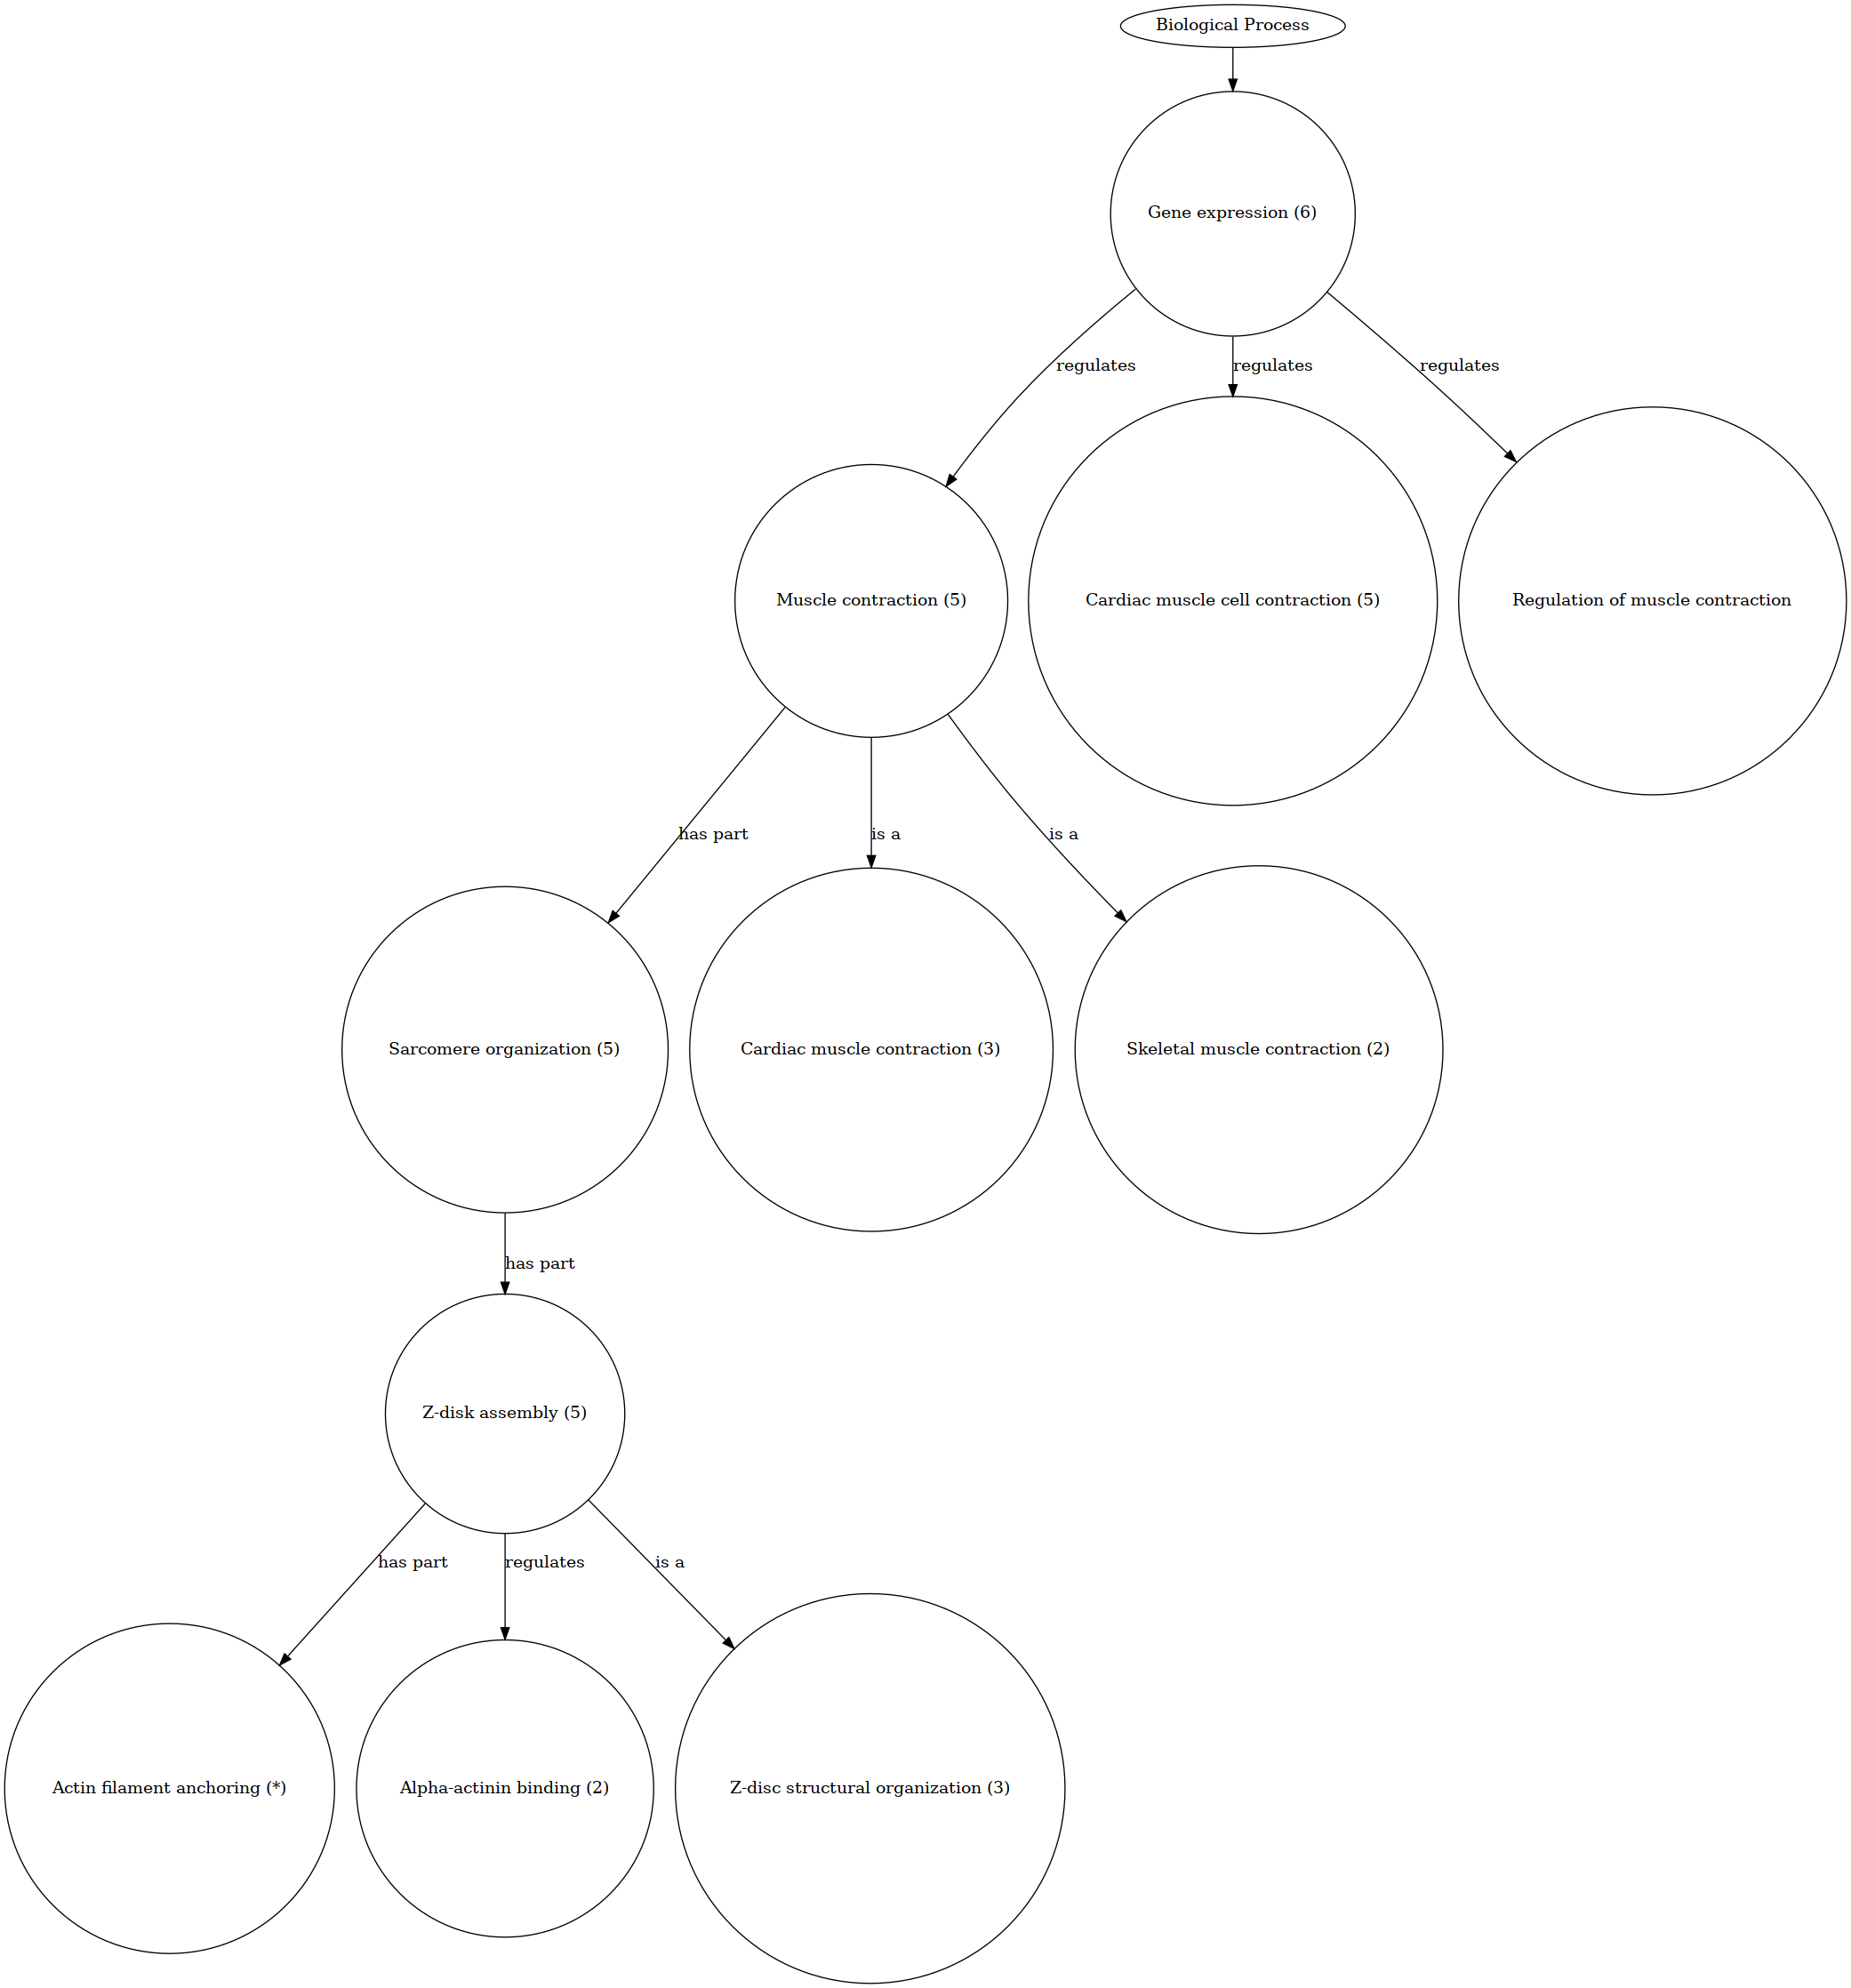 Biological Process
Gene expression (6)
regulates
regulates
regulates
Muscle contraction (5)
Cardiac muscle cell contraction (5)
Regulation of muscle contraction
has part
is a
is a
Sarcomere organization (5)
Cardiac muscle contraction (3)
Skeletal muscle contraction (2)
has part
Z-disk assembly (5)
has part
regulates
is a
Actin filament anchoring (*)
Alpha-actinin binding (2)
Z-disc structural organization (3)